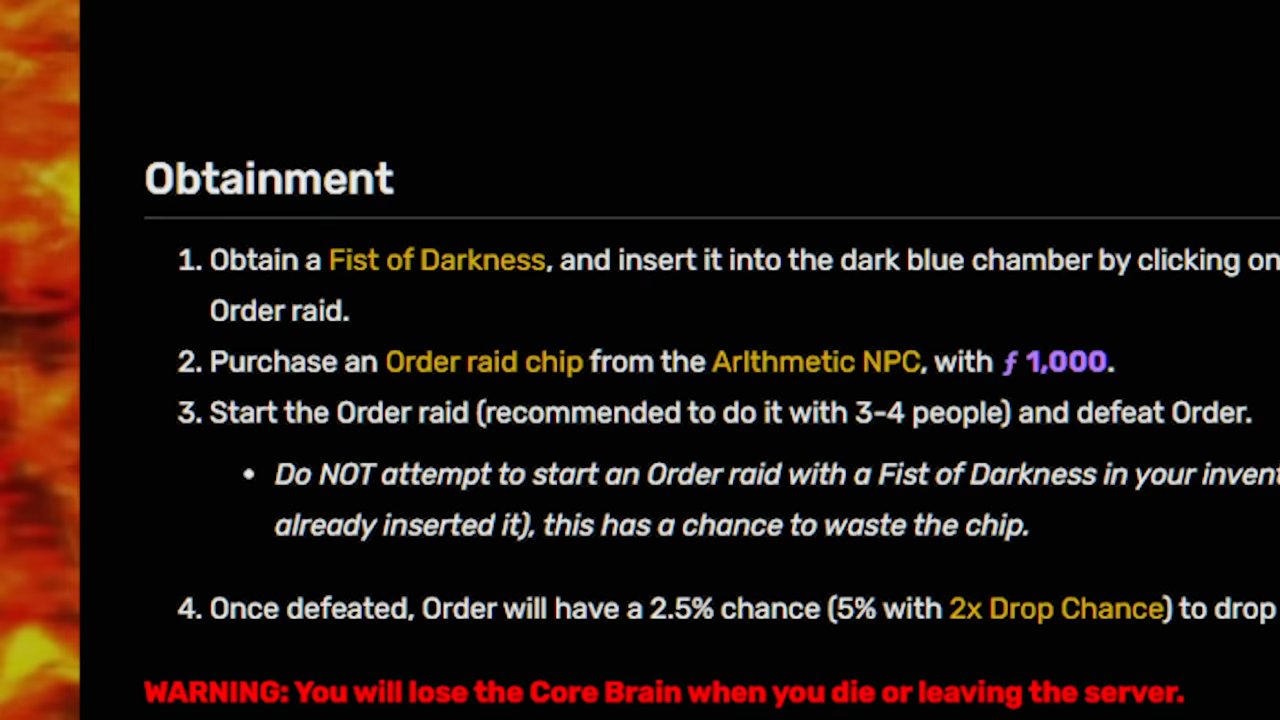 Obtainment
1. Obtain a Fist of Darkness, and insert it into the dark blue chamber by clicking on
Order raid.
2. Purchase an Order raid chip from the ArIthmetic NPC, with ƒ 1,000.
3. Start the Order raid (recommended to do it with 3-4 people) and defeat Order.
• Do NOT attempt to start an Order raid with a Fist of Darkness in your invent
already inserted it), this has a chance to waste the chip.
4. Once defeated, Order will have a 2.5% chance (5% with 2x Drop Chance) to drop
WARNING: You will lose the Core Brain when you die or leaving the server.